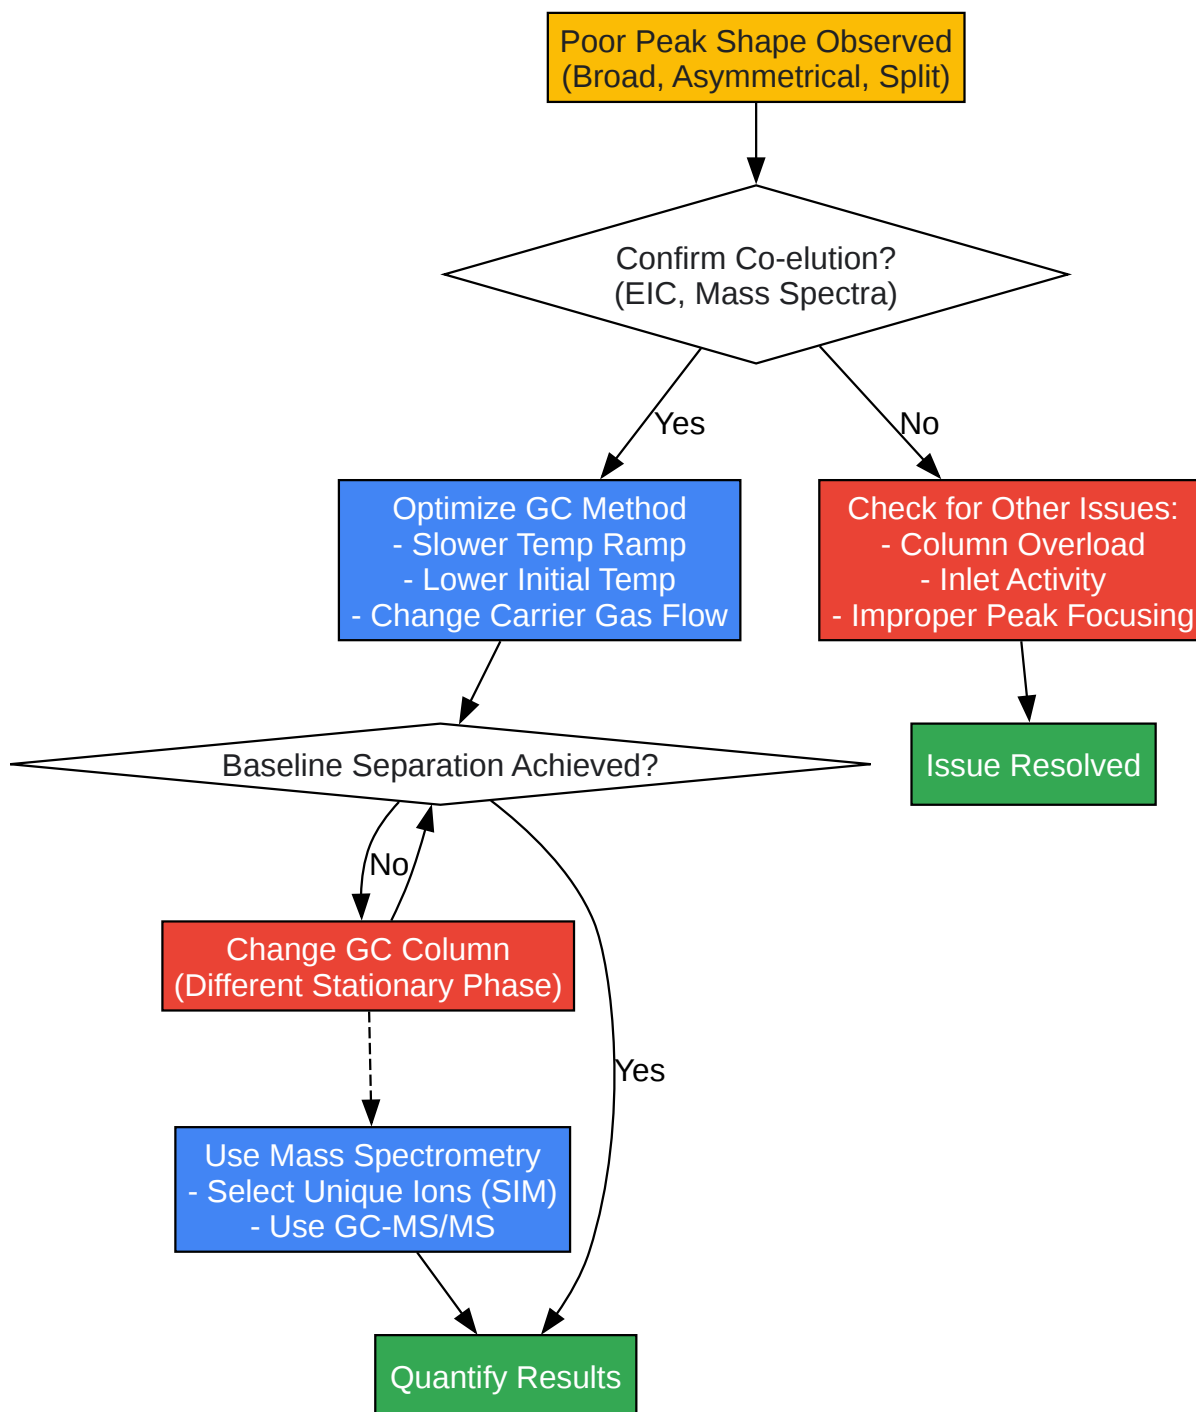 Poor Peak Shape Observed
(Broad, Asymmetrical, Split)
Confirm Co-elution?
(EIC, Mass Spectra)
Yes
No
Optimize GC Method
- Slower Temp Ramp
- Lower Initial Temp
- Change Carrier Gas Flow
Check for Other Issues:
- Column Overload
- Inlet Activity
- Improper Peak Focusing
Baseline Separation Achieved?
Issue Resolved
No
Change GC Column
(Different Stationary Phase)
Yes
Use Mass Spectrometry
- Select Unique Ions (SIM)
- Use GC-MS/MS
Quantify Results